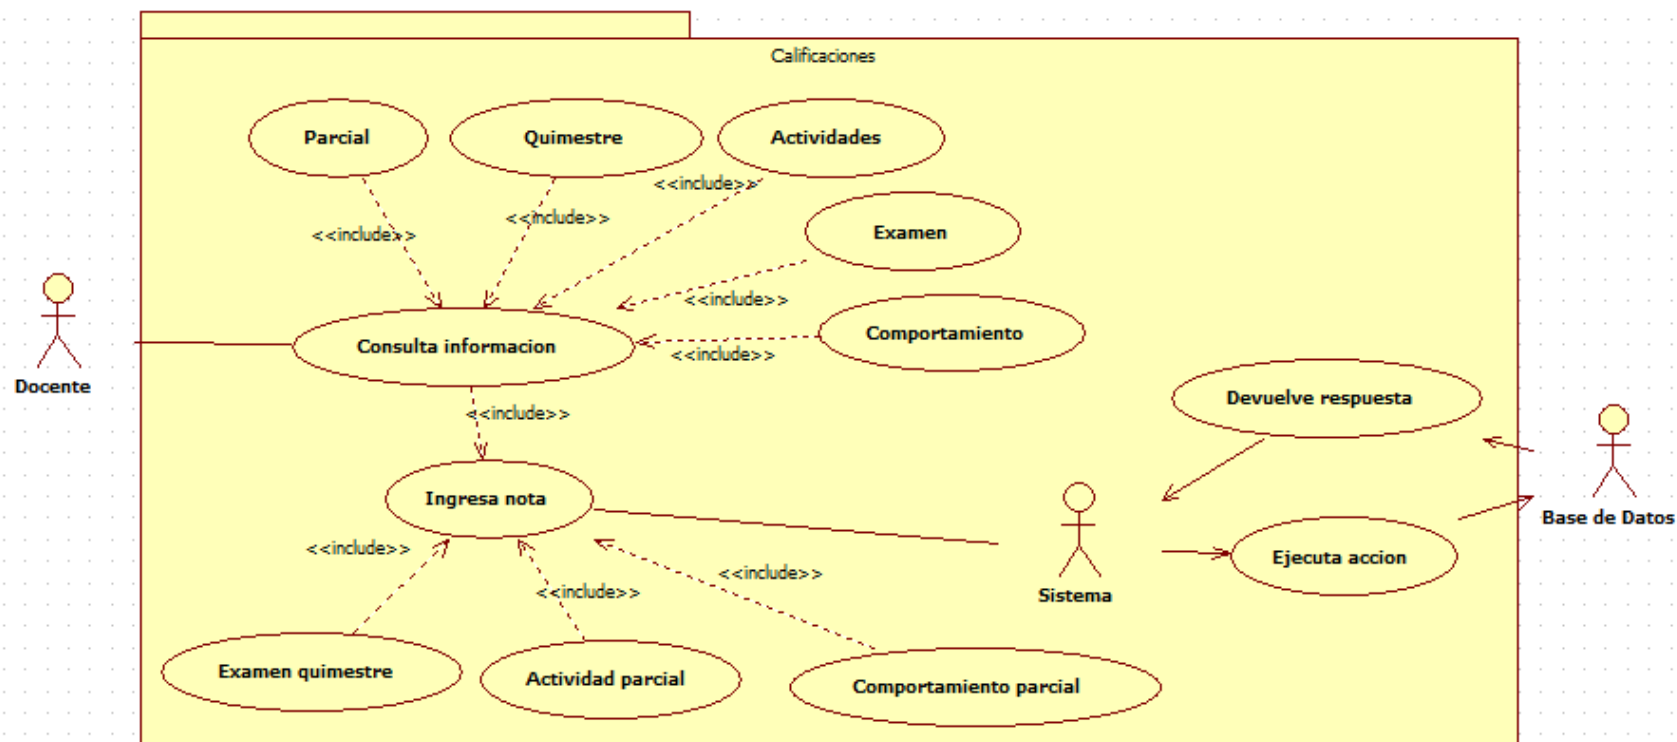 Calificaciones
Parcial
Quimestre
Actividades
<<include>>
<<include>>
<<include>>
Examen
<<include>>
Comportamiento
<<include>>
Consulta informacion
Docente
<<include>>
Devuelve respuesta
Ingresa nota
Base de Datos
<<include>>
<<include>>
<<include>>
Ejecuta accion
Sistema
Examen quimestre
Actividad parcial
Comportamiento parcial